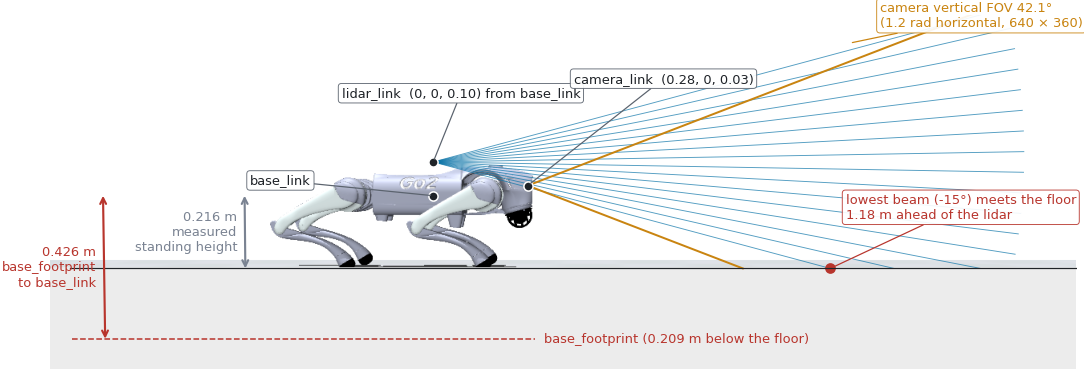 camera vertical FOV 42.1°
(1.2 rad horizontal, 640 × 360)
camera_link (0.28, 0, 0.03)
lidar_link (0, 0, 0.10) from base_link
base_link
Go2
0.216 m
measured
standing height
lowest beam (-15°) meets the floor
1.18 m ahead of the lidar
0.426 m
base_footprint
to base_link
base_footprint (0.209 m below the floor)